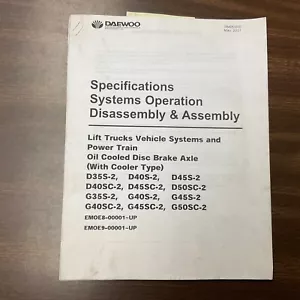 DAEWOO
Specifications
Systems Operation
Disassembly & Assembly
Lift Trucks Vehicle Systems and
Power Train
Oil Cooled Disc Brake Axle
(With Cooler Type)
D35S-2, D40S-2, D45S-2
D40SC-2, D45SC-2, D50SC-2
G35S-2, G40S-2, G45S-2
G40SC-2, G45SC-2, G50SC-2
EMOE8-00001-UP
EMOE9-00001-UP